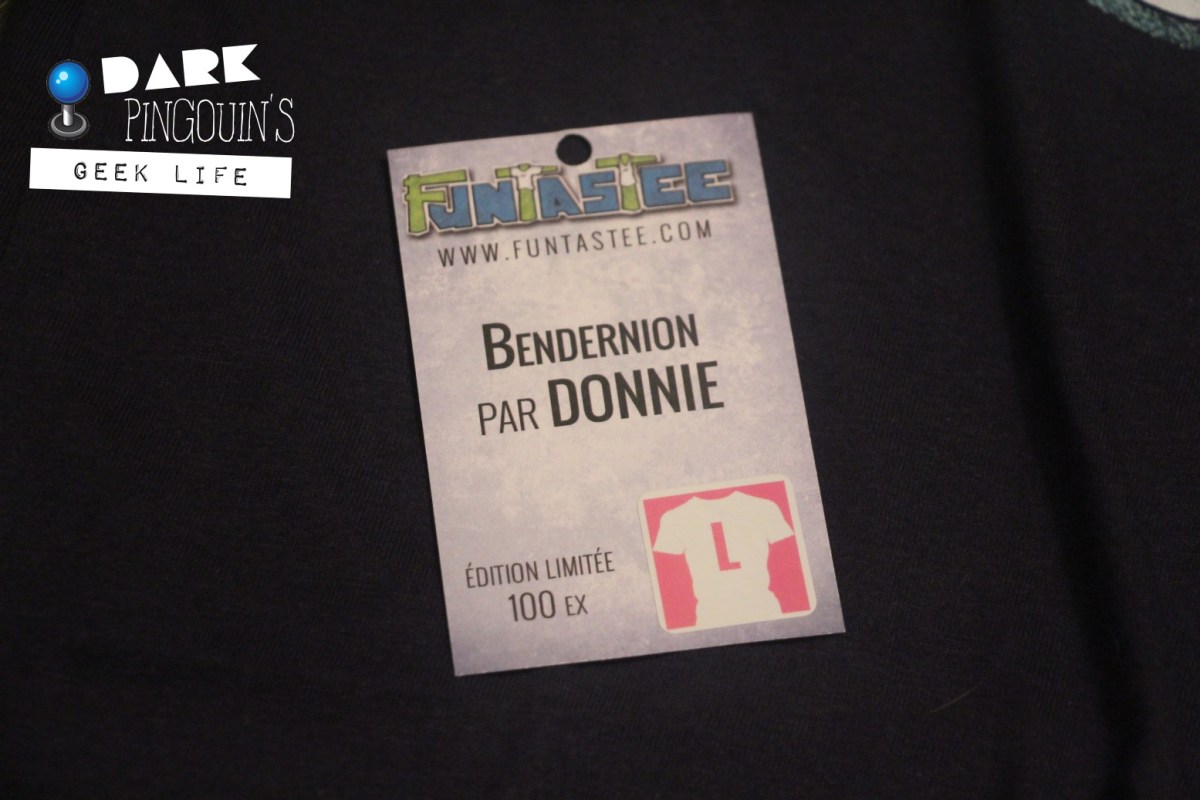 DARK
PINGOUIN'S
GEEK LIFE
FUNTASTEE
WWW.FUNTASTEE.COM
BENDERNION
PAR DONNIE
L
ÉDITION LIMITÉE
100 EX